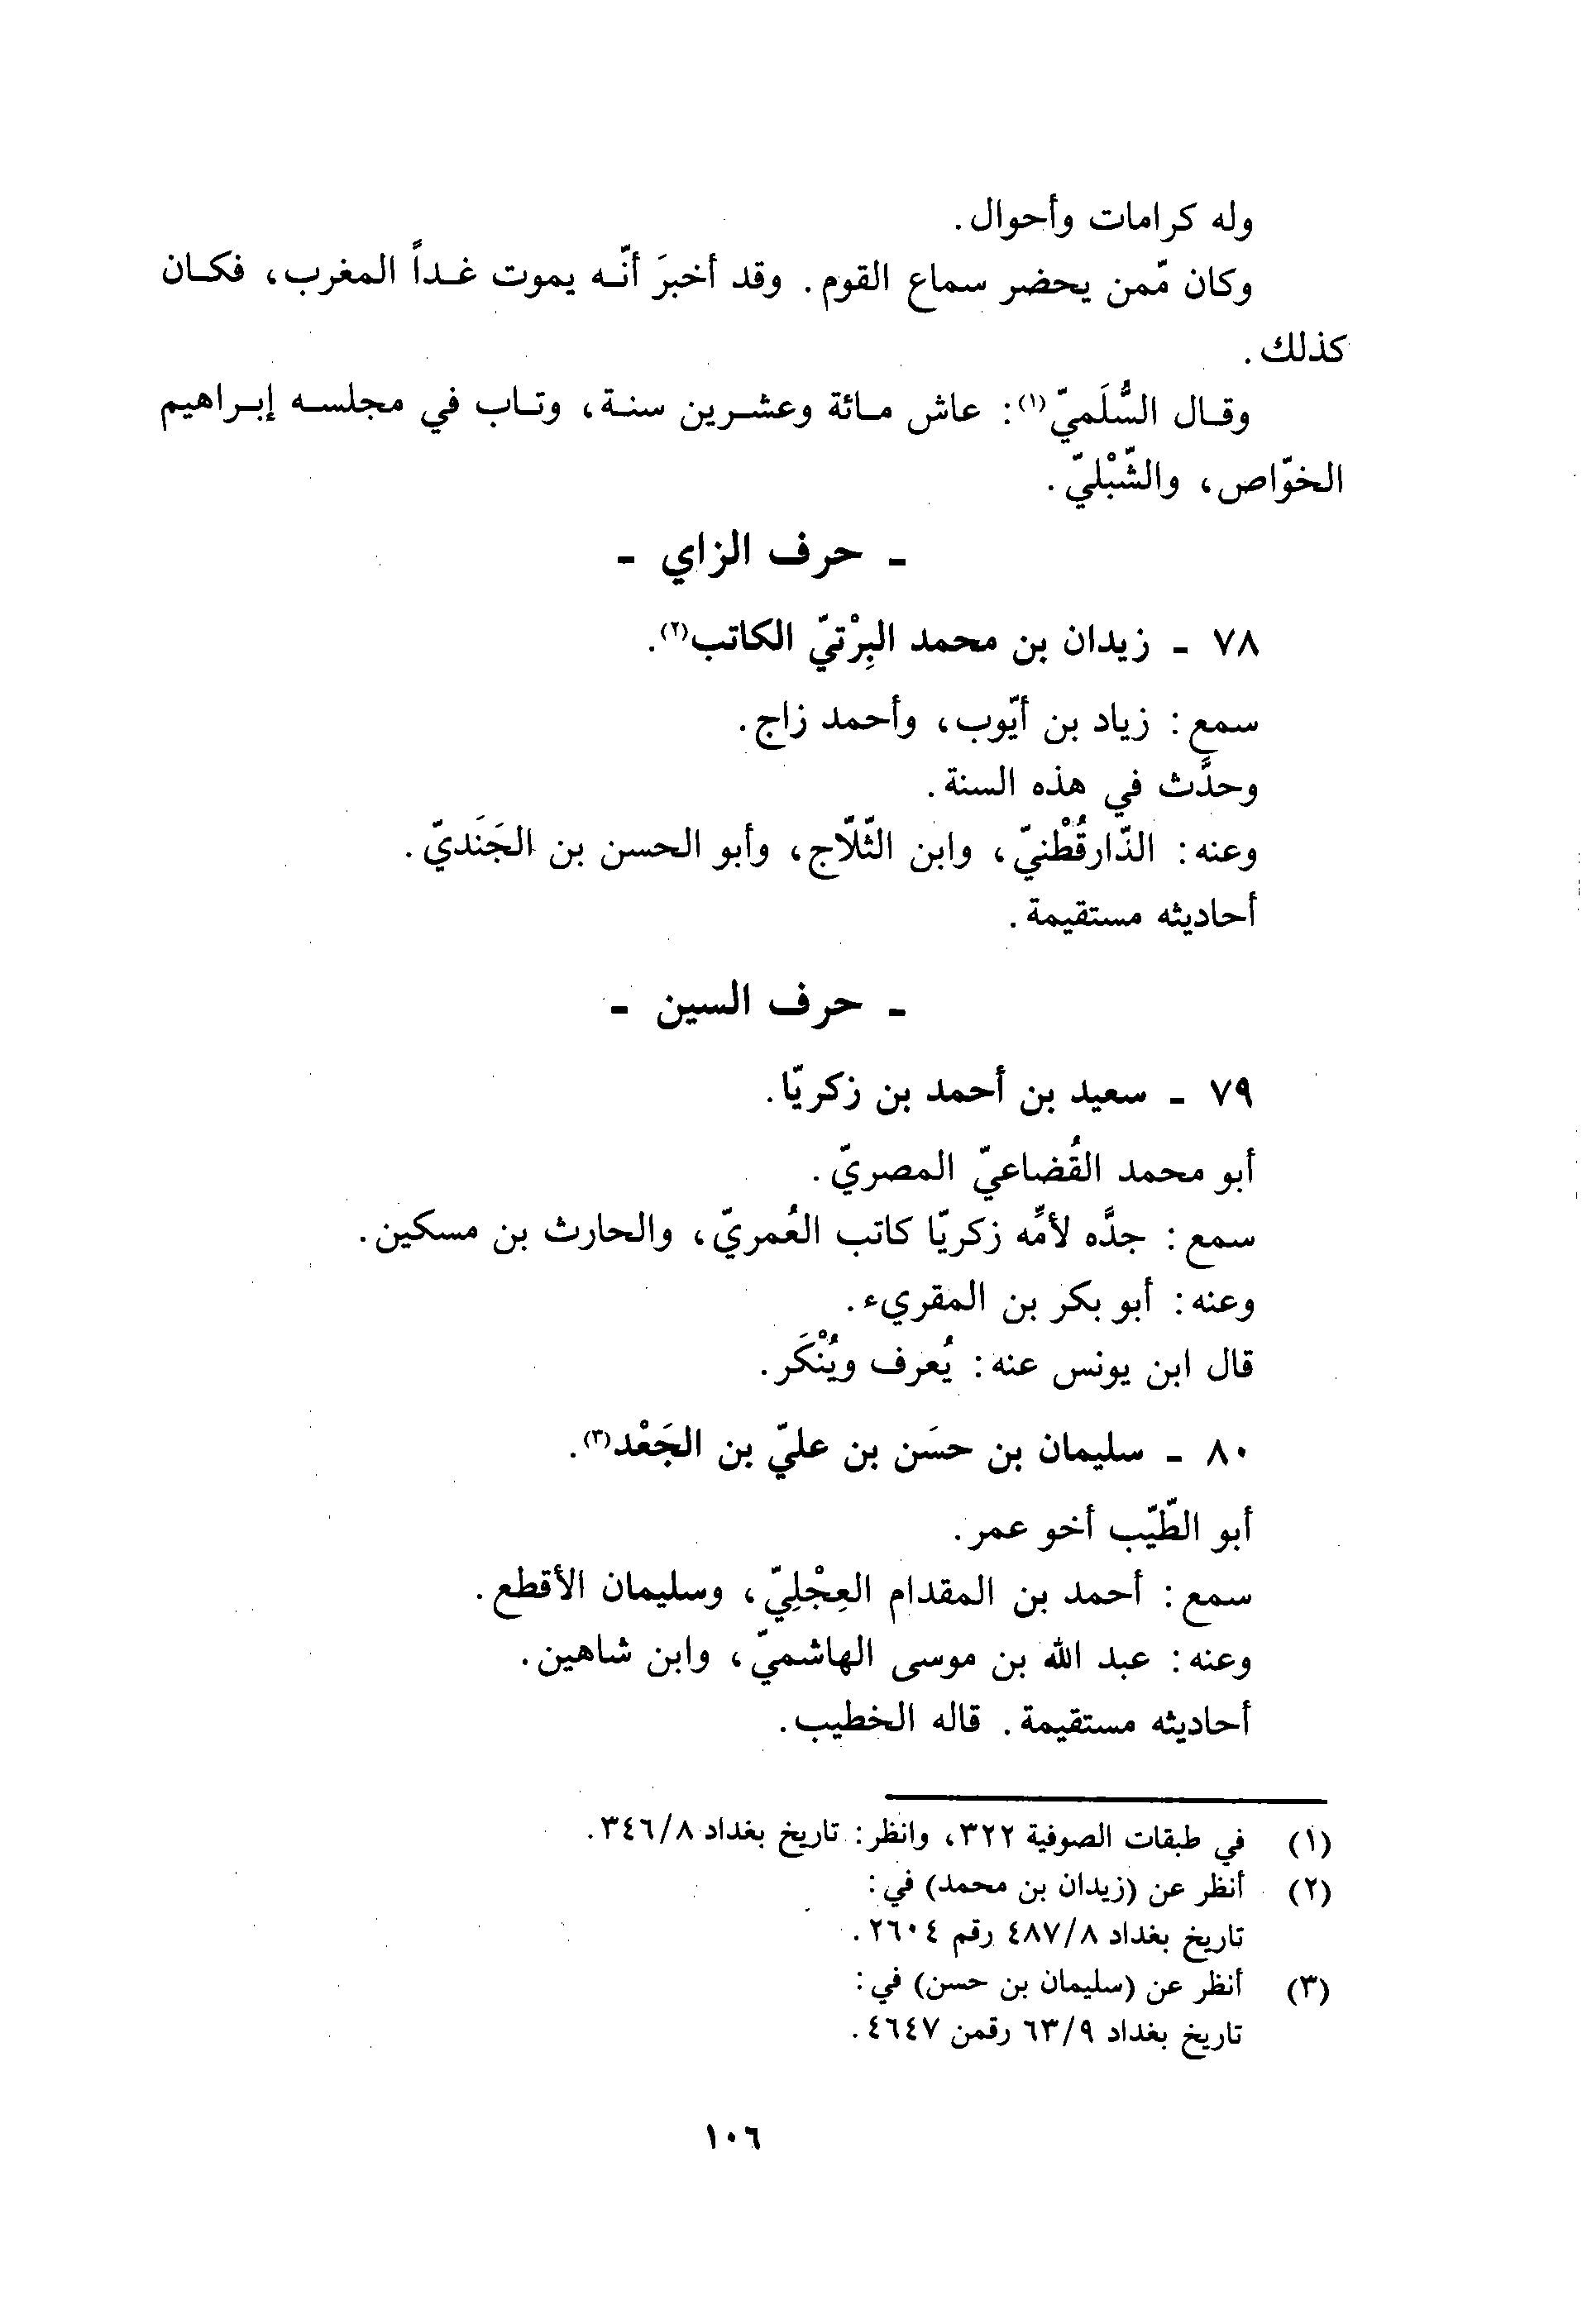 وله كرامات وأحوال.
وكان مّمن يحضر سماع القوم. وقد أخبرَ أنّه يموت غداً المغرب، فكان
كذلك.
وقال السُّلَميّ(١): عاش مائة وعشرين سنة، وتاب في مجلسه إبراهيم
الخوّاص، والشّبْليّ.
ـ حرف الزاي ـ
٧٨ ـ زيدان بن محمد البِرْتيّ الكاتب(٢).
سمع: زياد بن أيّوب، وأحمد زاج.
وحدَّث في هذه السنة.
وعنه: الدّارقُطْنيّ، وابن الثّلّاج، وأبو الحسن بن الجَنَديّ.
أحاديثه مستقيمة.
ـ حرف السين ـ
٧٩ ـ سعيد بن أحمد بن زكريّا.
أبو محمد القُضاعيّ المصريّ.
سمع: جدَّه لأمِّه زكريّا كاتب العُمريّ، والحارث بن مسكين.
وعنه: أبو بكر بن المقريء.
قال ابن يونس عنه: يُعرف ويُنْكَر.
٨٠ ـ سليمان بن حسَن بن عليّ بن الجَعْد(٣).
أبو الطّيّب أخو عمر.
سمع: أحمد بن المقدام العِجْلِيّ، وسليمان الأقطع.
وعنه: عبد الله بن موسى الهاشميّ، وابن شاهين.
أحاديثه مستقيمة. قاله الخطيب.
(١) في طبقات الصوفية ٣٢٢، وانظر: تاريخ بغداد ٣٤٦/٨.
(٢) أنظر عن (زيدان بن محمد) في:
تاريخ بغداد ٤٨٧/٨ رقم ٢٦٠٤.
(٣) أنظر عن (سليمان بن حسن) في:
تاريخ بغداد ٦٣/٩ رقمن ٤٦٤٧.
١٠٦